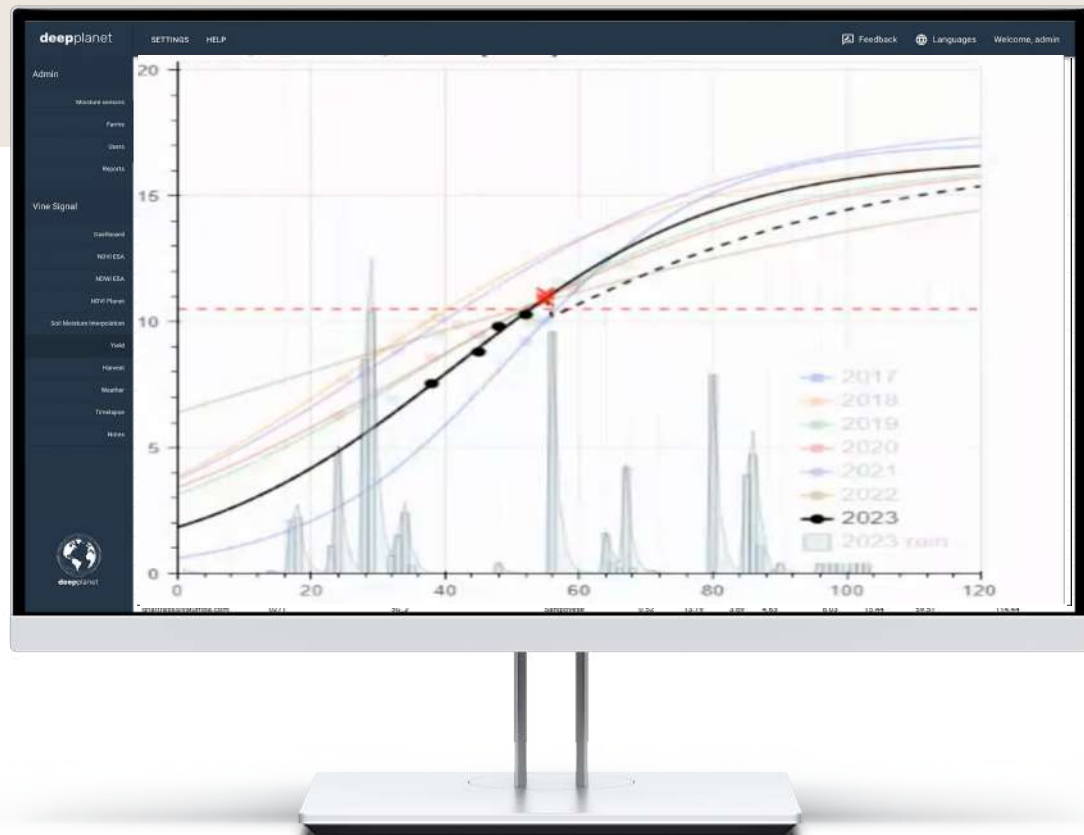 deepplanet
SETTINGS HELP
Feedback Languages Welcome, admin
Admin
Moisture sensors
Farms
Users
Reports
Vine Signal
Dashboard
NDVI ESA
NDWI ESA
NDVI Planet
Soil Moisture Interpolation
Yield
Harvest
Weather
Timelapse
Notes
deepplanet
20
15
10
5
0
0 20 40 60 80 100 120
2017
2018
2019
2020
2021
2022
2023
2023 rain